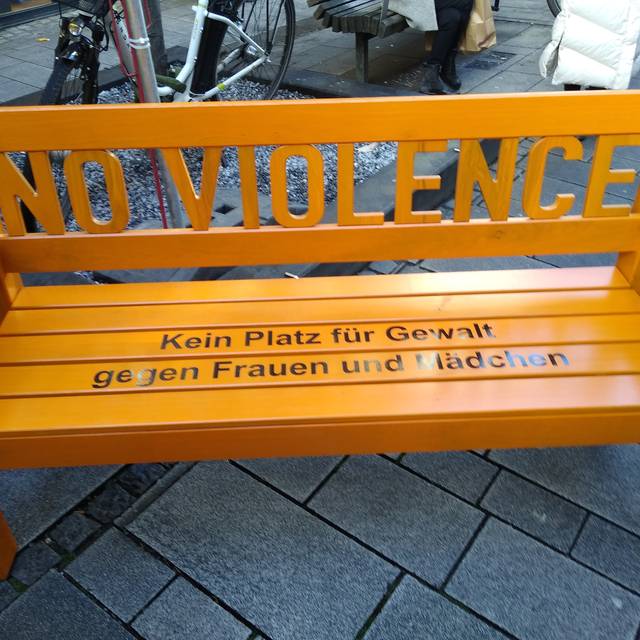 NO VIOLENCE
Kein Platz für Gewalt
gegen Frauen und Mädchen